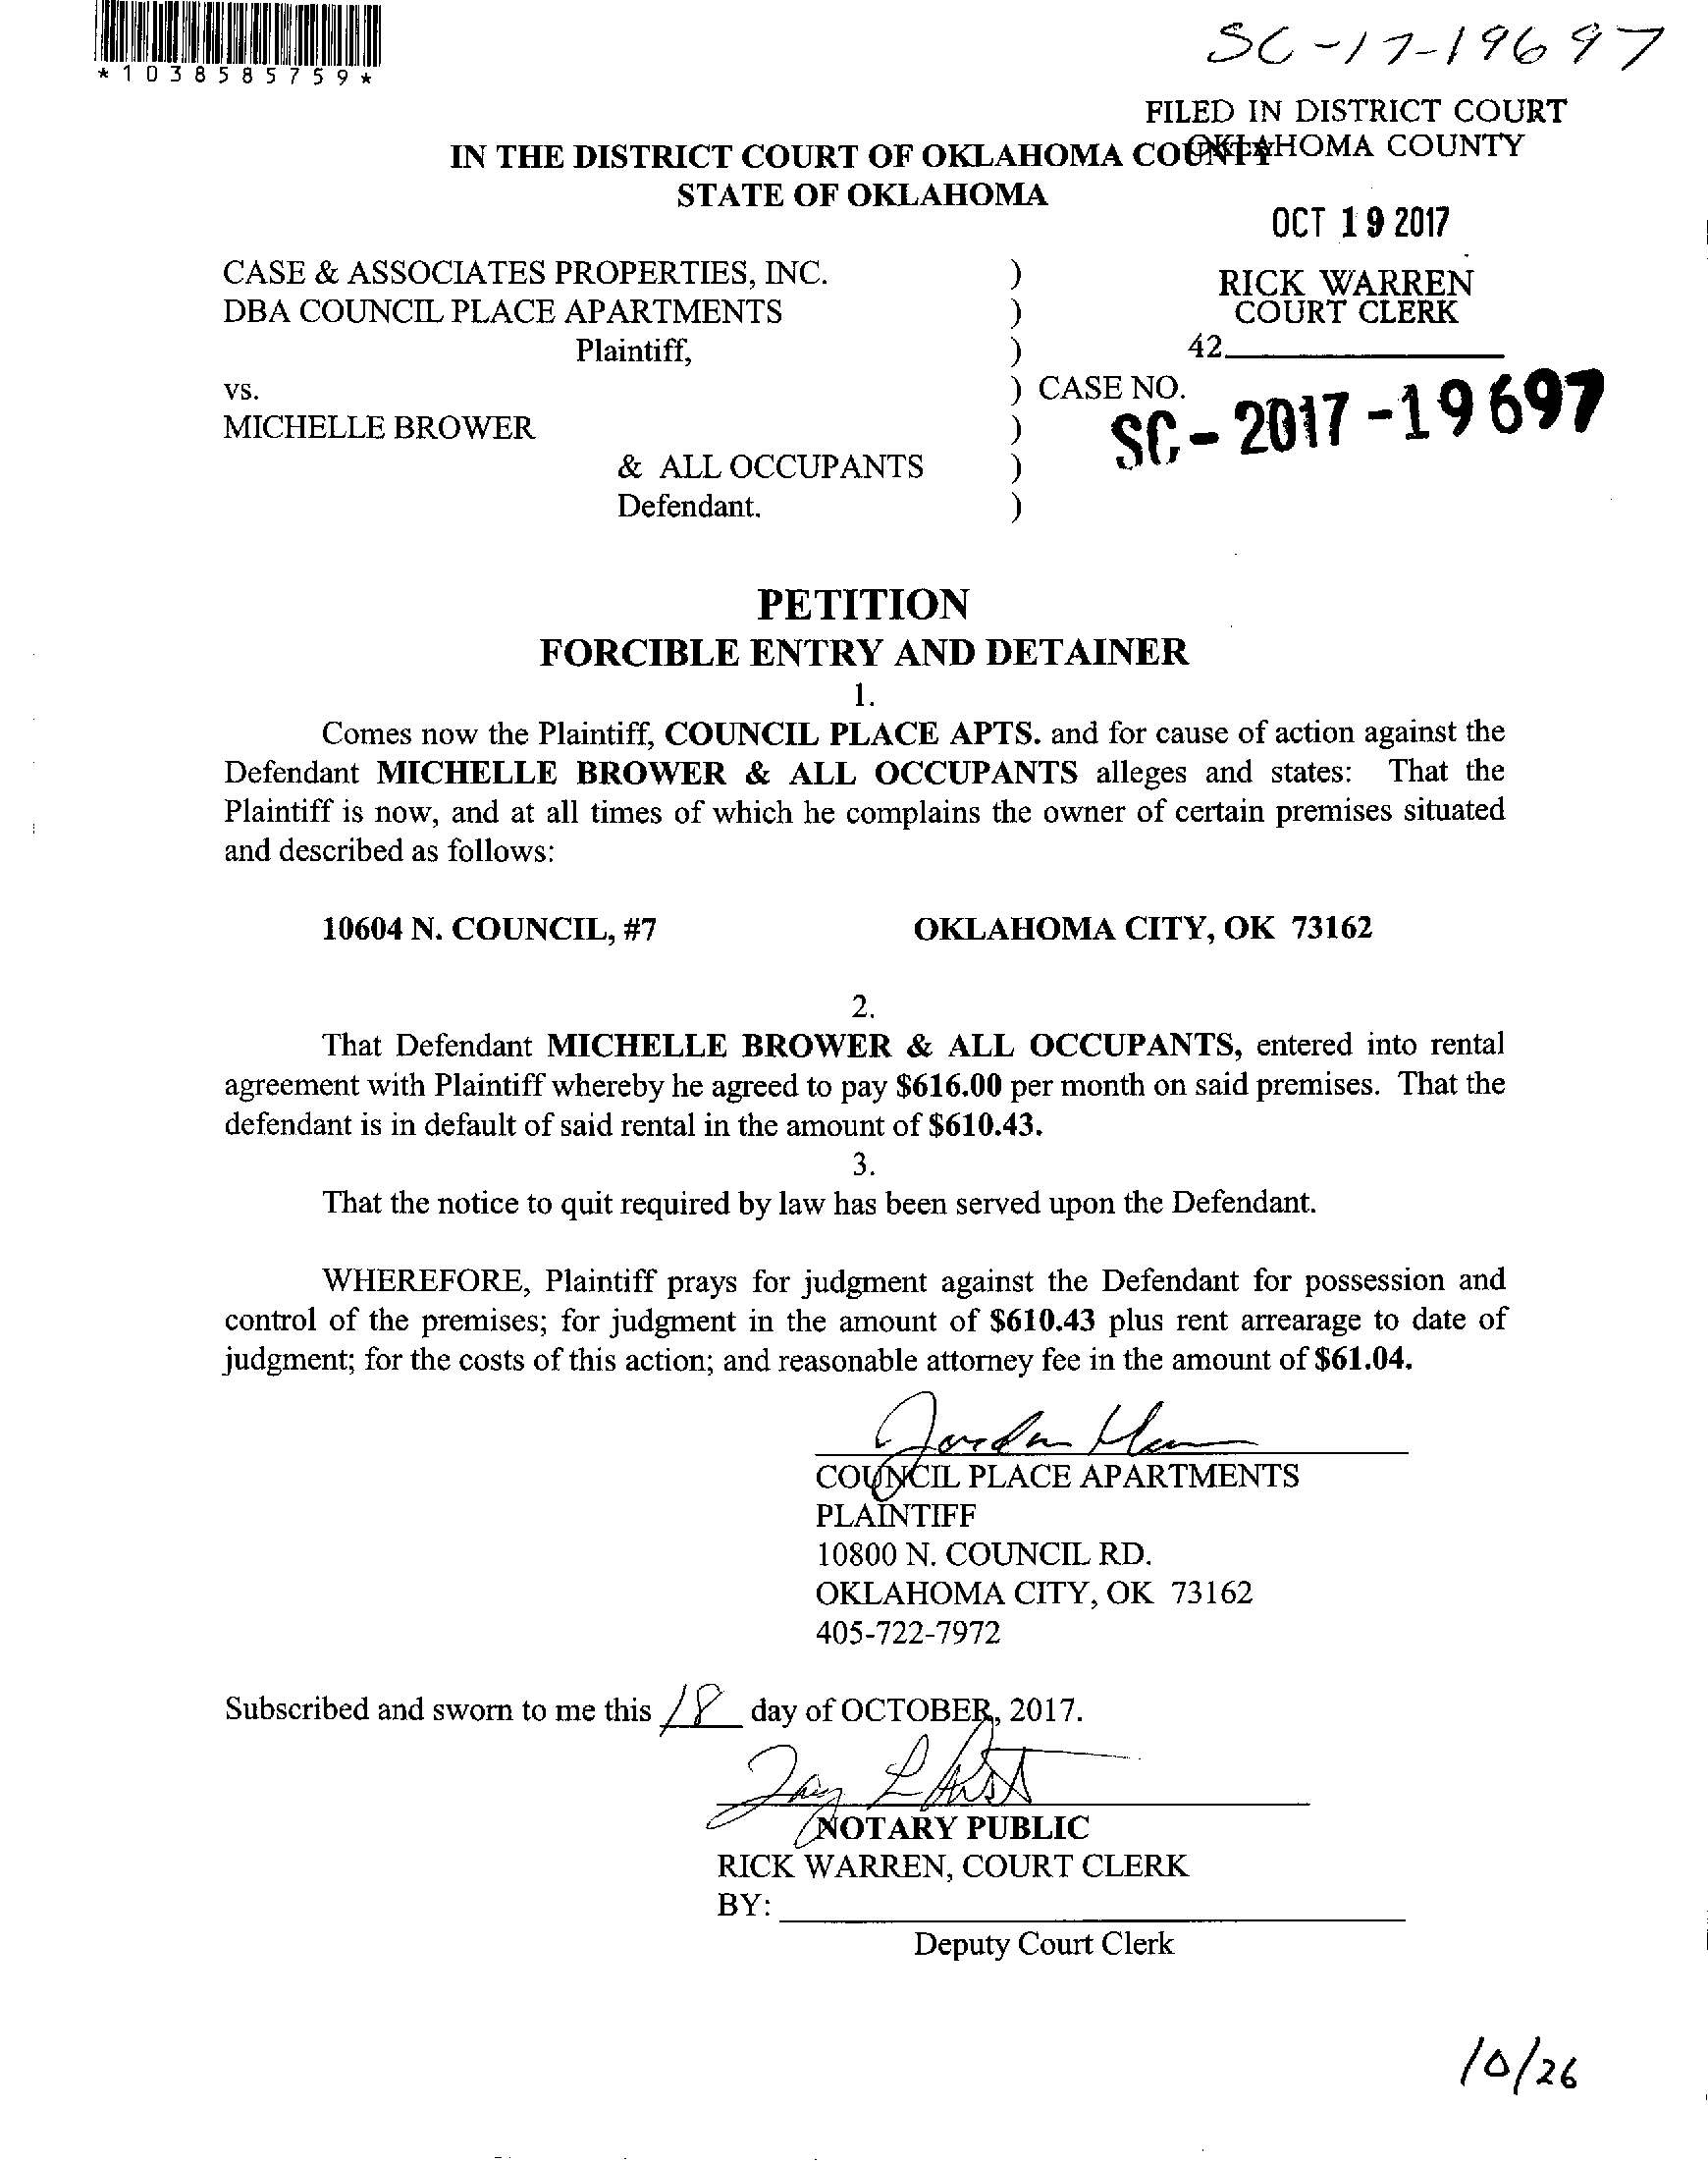 *1038585759*
SC-17-19697
FILED IN DISTRICT COURT
OKLAHOMA COUNTY
IN THE DISTRICT COURT OF OKLAHOMA COUNTY
STATE OF OKLAHOMA
OCT 19 2017
CASE & ASSOCIATES PROPERTIES, INC. )
RICK WARREN
DBA COUNCIL PLACE APARTMENTS )
COURT CLERK
Plaintiff, )
42
vs. ) CASE NO.
SC-2017-19697
MICHELLE BROWER )
& ALL OCCUPANTS )
Defendant. )
PETITION
FORCIBLE ENTRY AND DETAINER
1.
Comes now the Plaintiff, COUNCIL PLACE APTS. and for cause of action against the
Defendant MICHELLE BROWER & ALL OCCUPANTS alleges and states: That the
Plaintiff is now, and at all times of which he complains the owner of certain premises situated
and described as follows:
10604 N. COUNCIL, #7 OKLAHOMA CITY, OK 73162
2.
That Defendant MICHELLE BROWER & ALL OCCUPANTS, entered into rental
agreement with Plaintiff whereby he agreed to pay $616.00 per month on said premises. That the
defendant is in default of said rental in the amount of $610.43.
3.
That the notice to quit required by law has been served upon the Defendant.
WHEREFORE, Plaintiff prays for judgment against the Defendant for possession and
control of the premises; for judgment in the amount of $610.43 plus rent arrearage to date of
judgment; for the costs of this action; and reasonable attorney fee in the amount of $61.04.
Jordan
COUNCIL PLACE APARTMENTS
PLAINTIFF
10800 N. COUNCIL RD.
OKLAHOMA CITY, OK 73162
405-722-7972
Subscribed and sworn to me this 18 day of OCTOBER, 2017.
NOTARY PUBLIC
RICK WARREN, COURT CLERK
BY:
Deputy Court Clerk
10/26